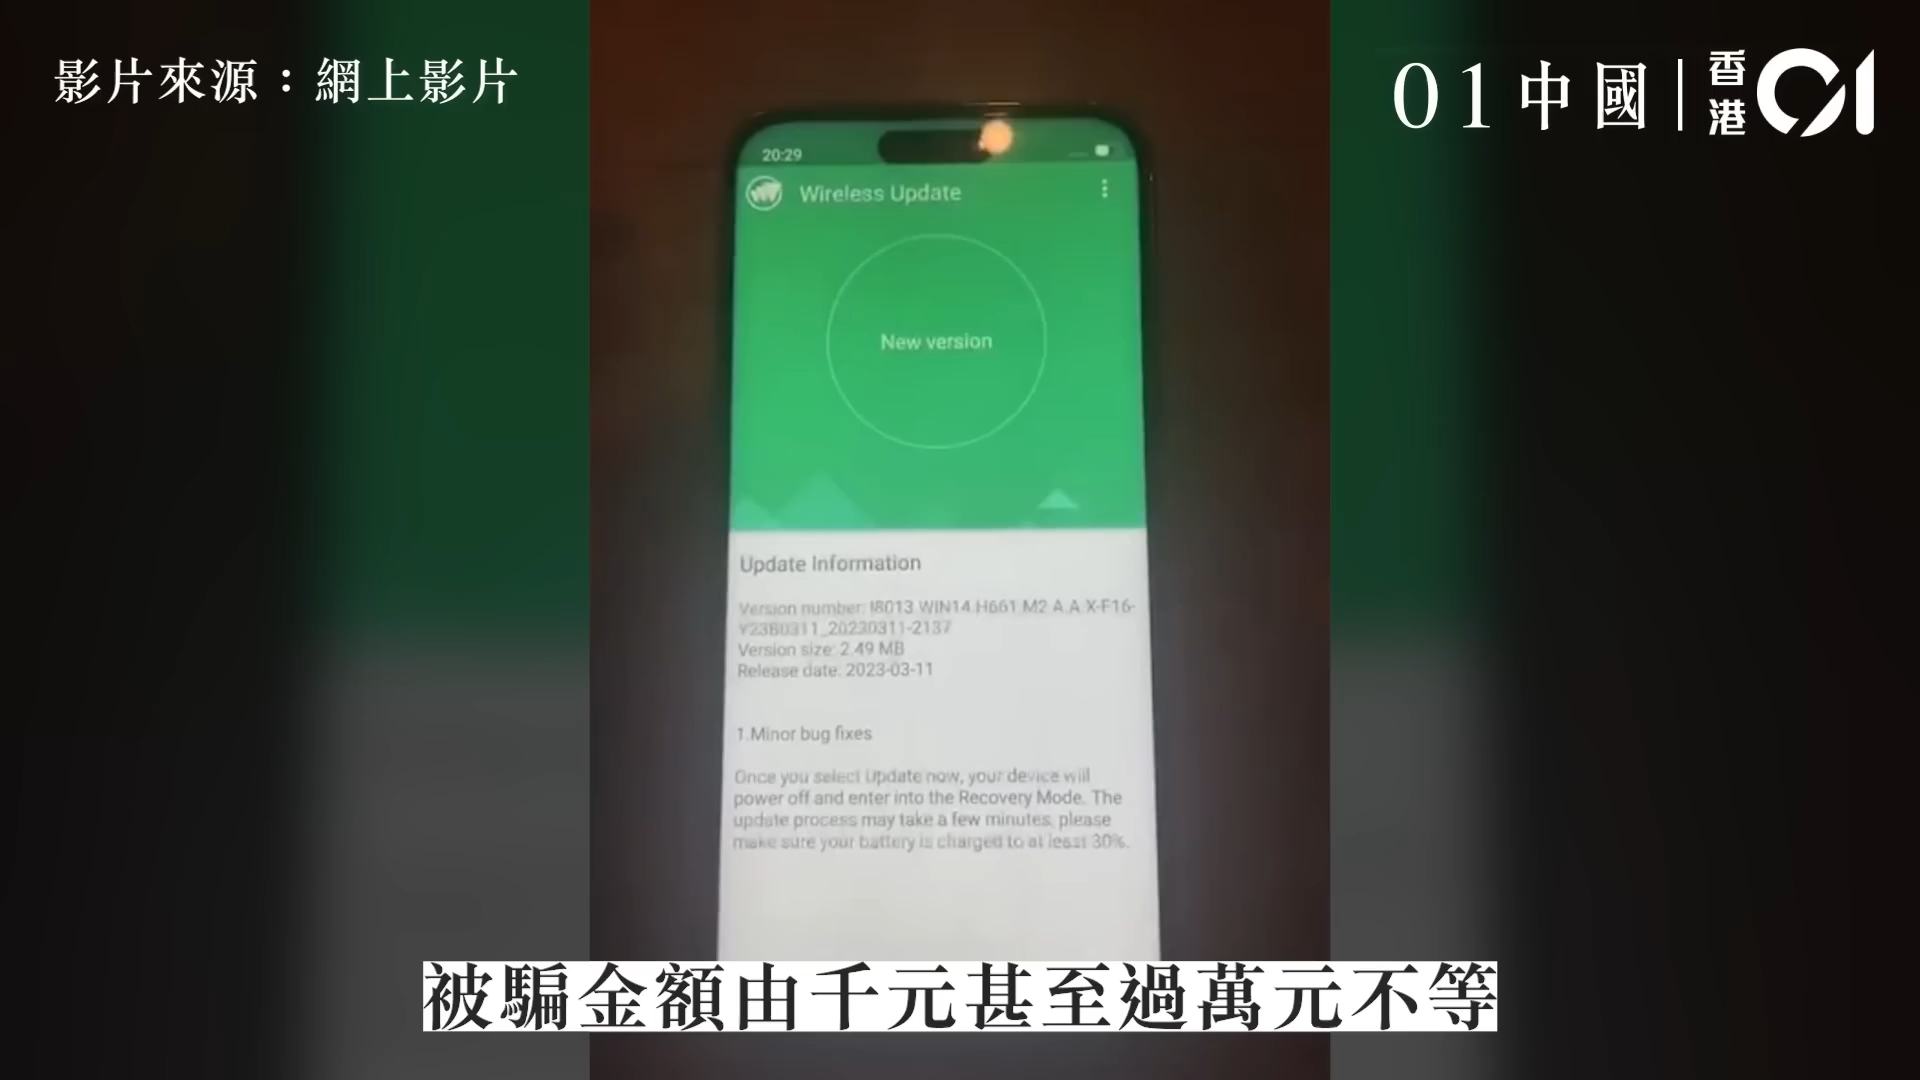 影片來源：網上影片
01中國 | 香港 01
20:29
Wireless Update
New version
Update Information
Version number: I8013.WIN14.H661.M2.A.A.X-F16-
Y23B0311_20230311-2137
Version size: 2.49 MB
Release date: 2023-03-11
1.Minor bug fixes
Once you select Update now, your device will
power off and enter into the Recovery Mode. The
update process may take a few minutes, please
make sure your battery is charged to at least 30%.
被騙金額由千元甚至過萬元不等